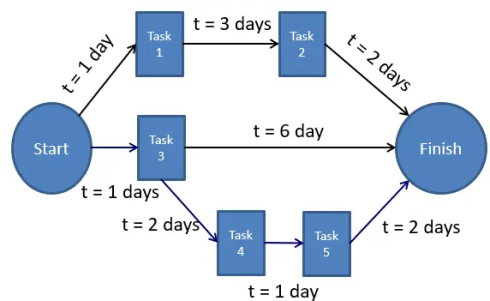 t = 1 day
Task
1
t = 3 days
Task
2
t = 2 days
Start
Task
3
t = 6 day
Finish
t = 1 days
t = 2 days
Task
4
Task
5
t = 2 days
t = 1 day